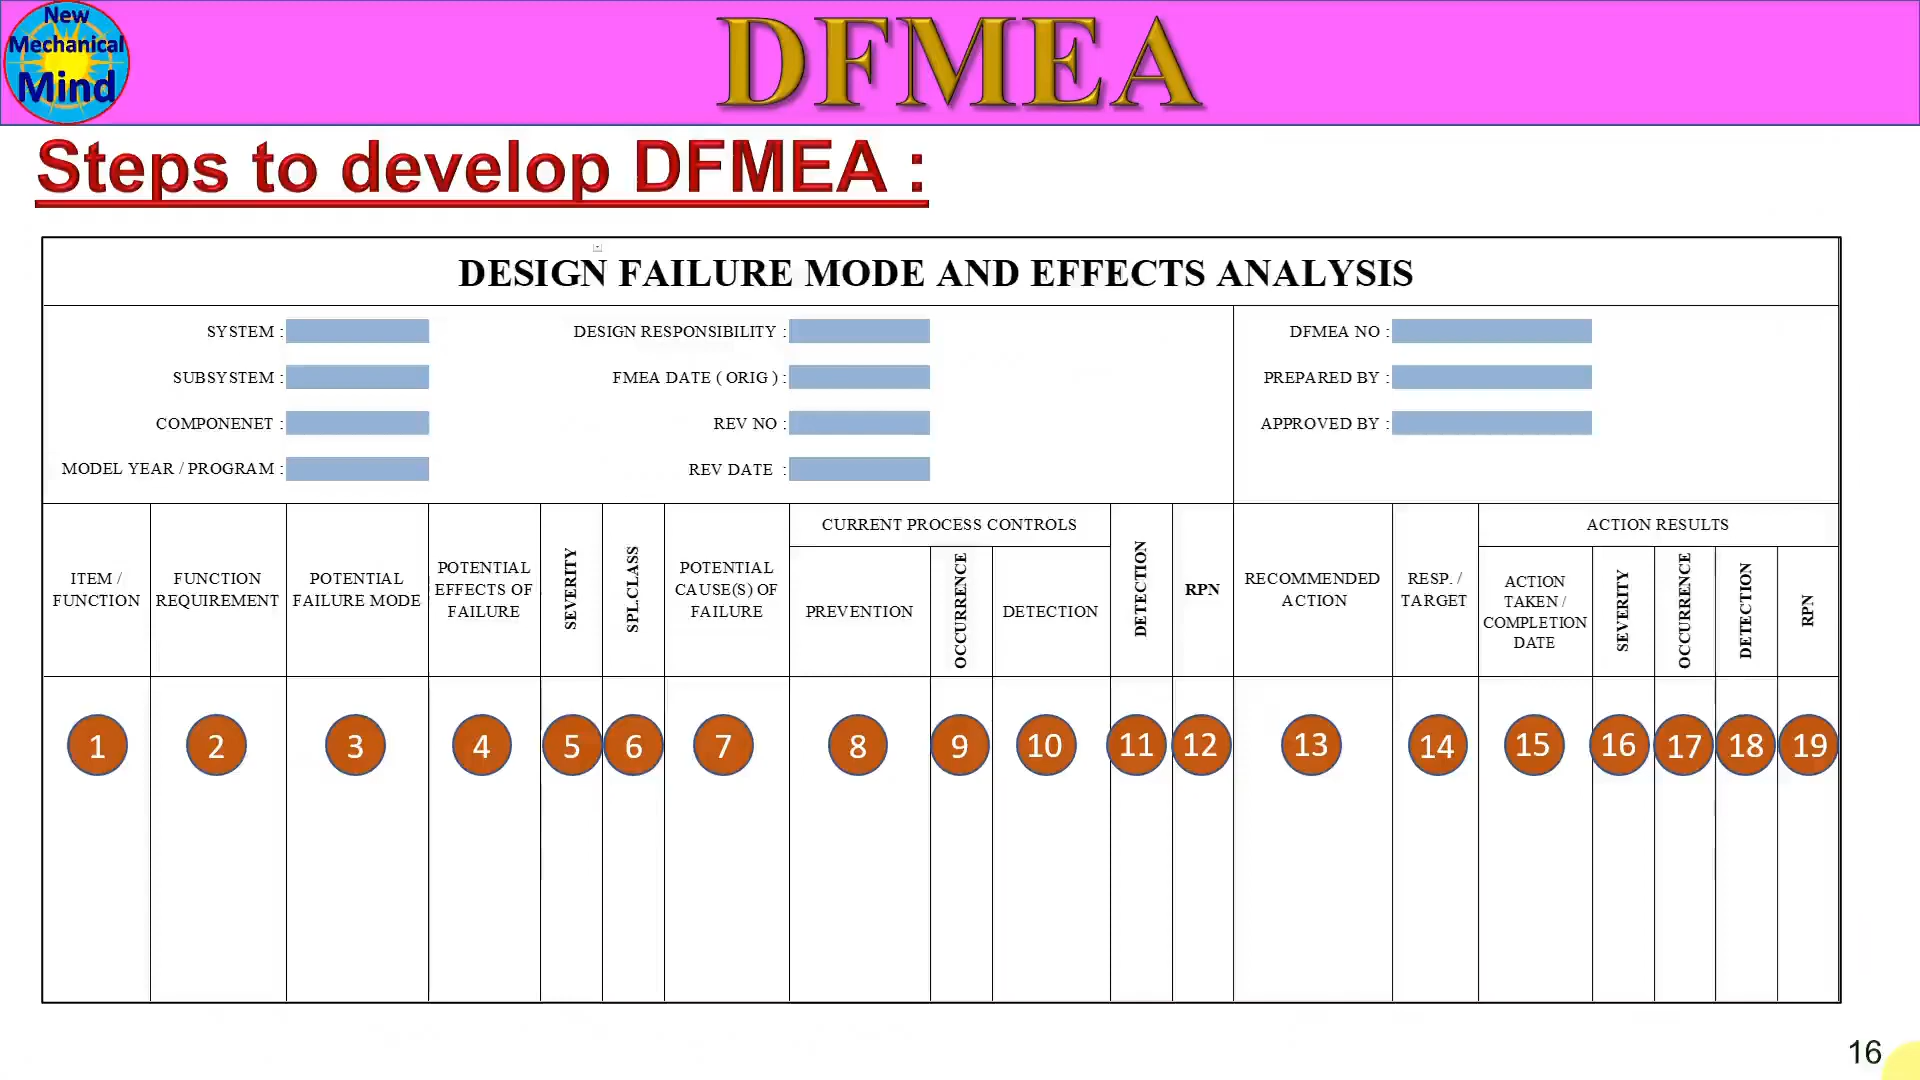 New
Mechanical
Mind
DFMEA
Steps to develop DFMEA :
DESIGN FAILURE MODE AND EFFECTS ANALYSIS
SYSTEM :
DESIGN RESPONSIBILITY :
DFMEA NO :
SUBSYSTEM :
FMEA DATE ( ORIG ) :
PREPARED BY :
COMPONENET :
REV NO :
APPROVED BY :
MODEL YEAR / PROGRAM :
REV DATE :
ITEM /
FUNCTION
FUNCTION
REQUIREMENT
POTENTIAL
FAILURE MODE
POTENTIAL
EFFECTS OF
FAILURE
SEVERITY
SPL.CLASS
POTENTIAL
CAUSE(S) OF
FAILURE
CURRENT PROCESS CONTROLS
PREVENTION
OCCURRENCE
DETECTION
DETECTION
RPN
RECOMMENDED
ACTION
RESP. /
TARGET
ACTION RESULTS
ACTION
TAKEN /
COMPLETION
DATE
SEVERITY
OCCURRENCE
DETECTION
RPN
1 2 3 4 5 6 7 8 9 10 11 12 13 14 15 16 17 18 19
16